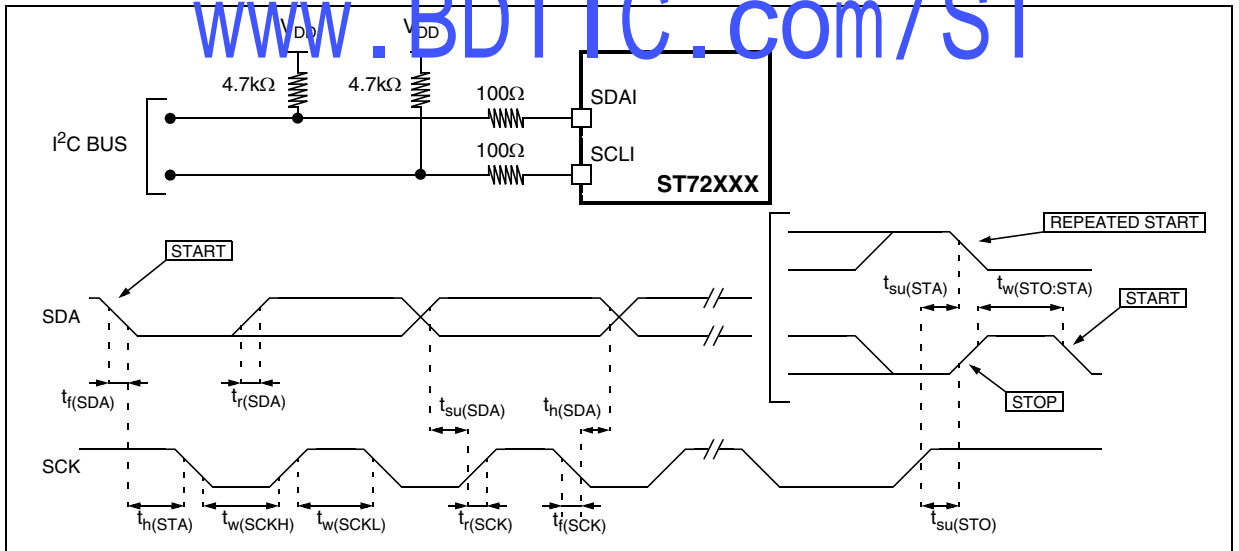 www.BDTIC.com/ST
VDD VDD
4.7kΩ 4.7kΩ 100Ω SDAI
I²C BUS
100Ω SCLI
ST72XXX
REPEATED START
START
tsu(STA) tw(STO:STA) START
SDA
tf(SDA) tr(SDA) tsu(SDA) th(SDA) STOP
SCK
th(STA) tw(SCKH) tw(SCKL) tr(SCK) tf(SCK) tsu(STO)